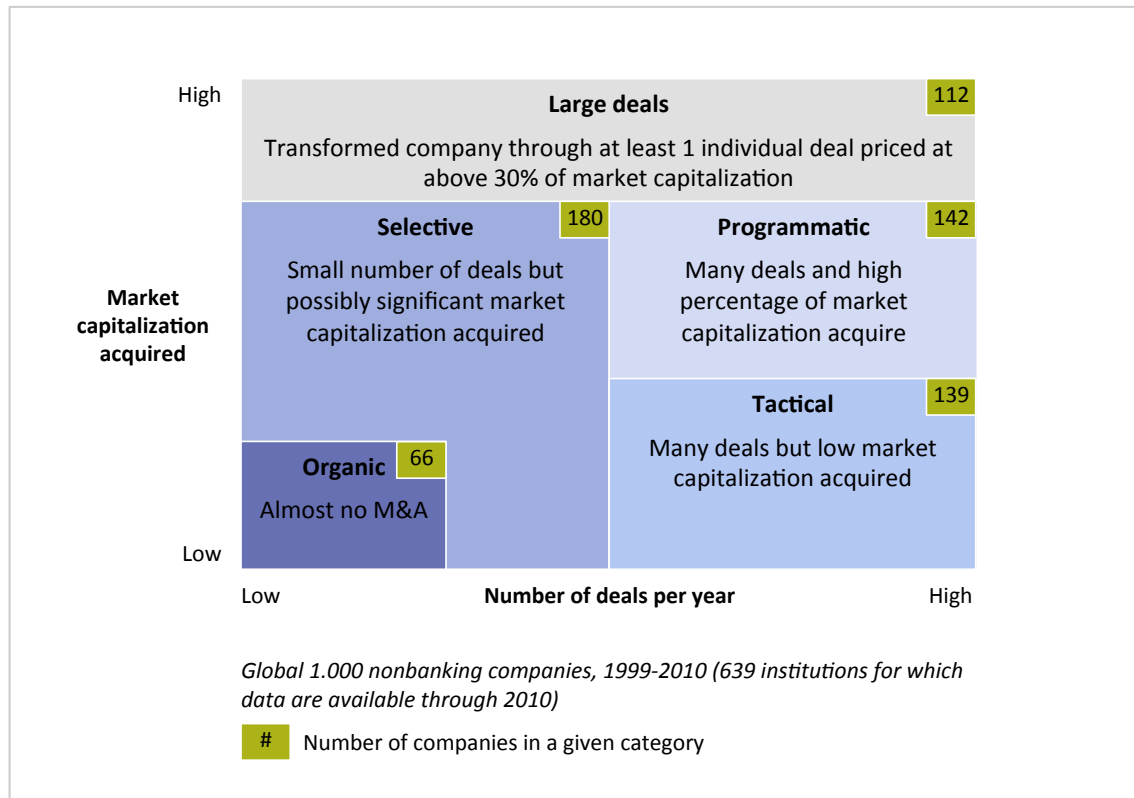 High
Large deals
112
Transformed company through at least 1 individual deal priced at
above 30% of market capitalization
Selective
180
Small number of deals but
possibly significant market
capitalization acquired
Programmatic
142
Many deals and high
percentage of market
capitalization acquire
Market
capitalization
acquired
Tactical
139
Many deals but low market
capitalization acquired
Organic
66
Almost no M&A
Low
Low
Number of deals per year
High
Global 1.000 nonbanking companies, 1999-2010 (639 institutions for which
data are available through 2010)
# Number of companies in a given category